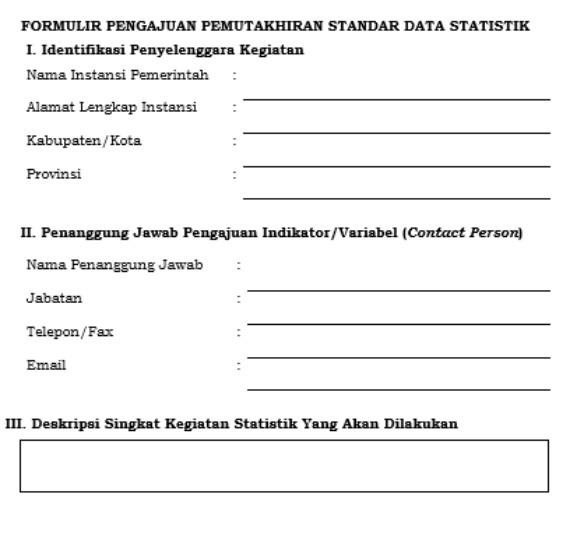 FORMULIR PENGAJUAN PEMUTAKHIRAN STANDAR DATA STATISTIK
I. Identifikasi Penyelenggara Kegiatan
Nama Instansi Pemerintah :
Alamat Lengkap Instansi :
Kabupaten/Kota :
Provinsi :
II. Penanggung Jawab Pengajuan Indikator/Variabel (Contact Person)
Nama Penanggung Jawab :
Jabatan :
Telepon/Fax :
Email :
III. Deskripsi Singkat Kegiatan Statistik Yang Akan Dilakukan